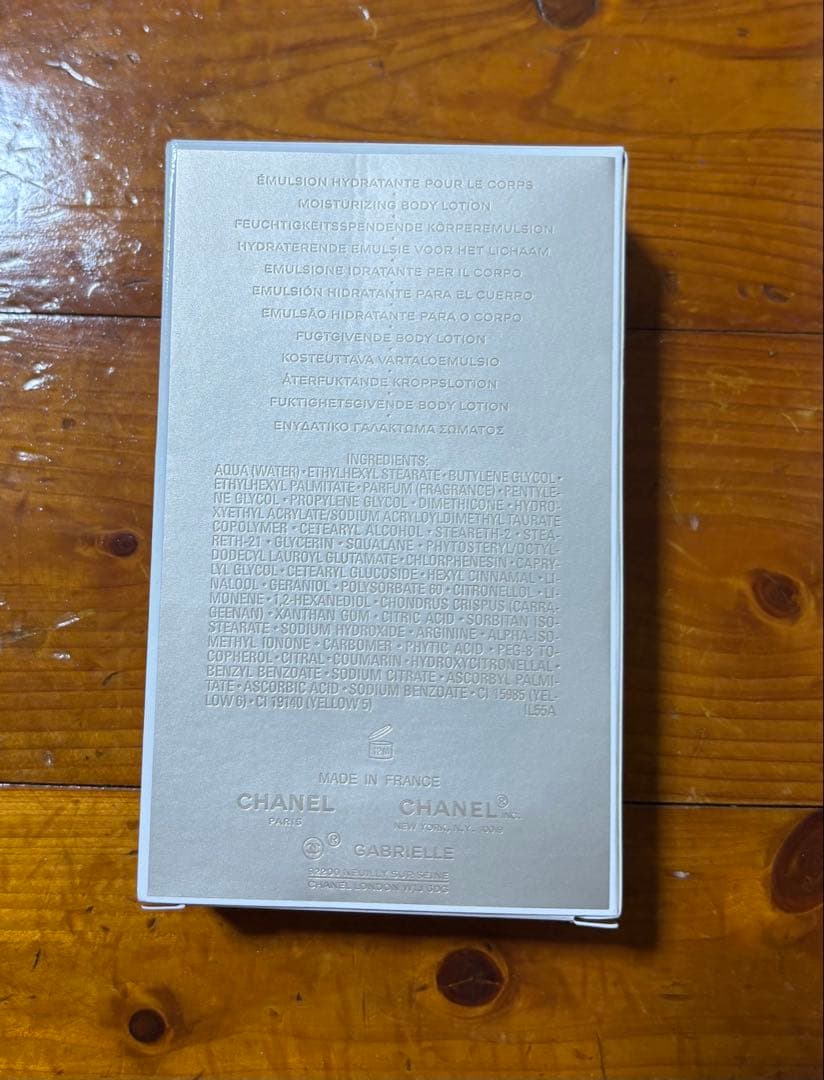 ÉMULSION HYDRATANTE POUR LE CORPS
MOISTURIZING BODY LOTION
FEUCHTIGKEITSSPENDENDE KÖRPEREMULSION
HYDRATERENDE EMULSIE VOOR HET LICHAAM
EMULSIONE IDRATANTE PER IL CORPO
EMULSIÓN HIDRATANTE PARA EL CUERPO
EMULSÃO HIDRATANTE PARA O CORPO
FUGTGIVENDE BODY LOTION
KOSTEUTTAVA VARTALOEMULSIO
ÅTERFUKTANDE KROPPSLOTION
FUKTIGHETSGIVENDE BODY LOTION
ΕΝΥΔΑΤΙΚΟ ΓΑΛΑΚΤΩΜΑ ΣΩΜΑΤΟΣ
INGREDIENTS:
AQUA (WATER) • ETHYLHEXYL STEARATE • BUTYLENE GLYCOL •
ETHYLHEXYL PALMITATE • PARFUM (FRAGRANCE) • PENTYLE-
NE GLYCOL • PROPYLENE GLYCOL • DIMETHICONE • HYDRO-
XYETHYL ACRYLATE/SODIUM ACRYLOYLDIMETHYL TAURATE
COPOLYMER • CETEARYL ALCOHOL • STEARETH-2 • STEA-
RETH-21 • GLYCERIN • SQUALANE • PHYTOSTERYL/OCTYL-
DODECYL LAUROYL GLUTAMATE • CHLORPHENESIN • CAPRY-
LYL GLYCOL • CETEARYL GLUCOSIDE • HEXYL CINNAMAL • LI-
NALOOL • GERANIOL • POLYSORBATE 60 • CITRONELLOL • LI-
MONENE • 1,2-HEXANEDIOL • CHONDRUS CRISPUS (CARRA-
GEENAN) • XANTHAN GUM • CITRIC ACID • SORBITAN ISO-
STEARATE • SODIUM HYDROXIDE • ARGININE • ALPHA-ISO-
METHYL IONONE • CARBOMER • PHYTIC ACID • PEG-8 TO-
COPHEROL • CITRAL • COUMARIN • HYDROXYCITRONELLAL •
BENZYL BENZOATE • SODIUM CITRATE • ASCORBYL PALMI-
TATE • ASCORBIC ACID • SODIUM BENZOATE • CI 15985 (YEL-
LOW 6) • CI 19140 (YELLOW 5) IL55A
12M
MADE IN FRANCE
CHANEL CHANEL® INC.
PARIS NEW YORK, N.Y. 10019
® GABRIELLE
92200 NEUILLY SUR SEINE
CHANEL LONDON W1J 6DG